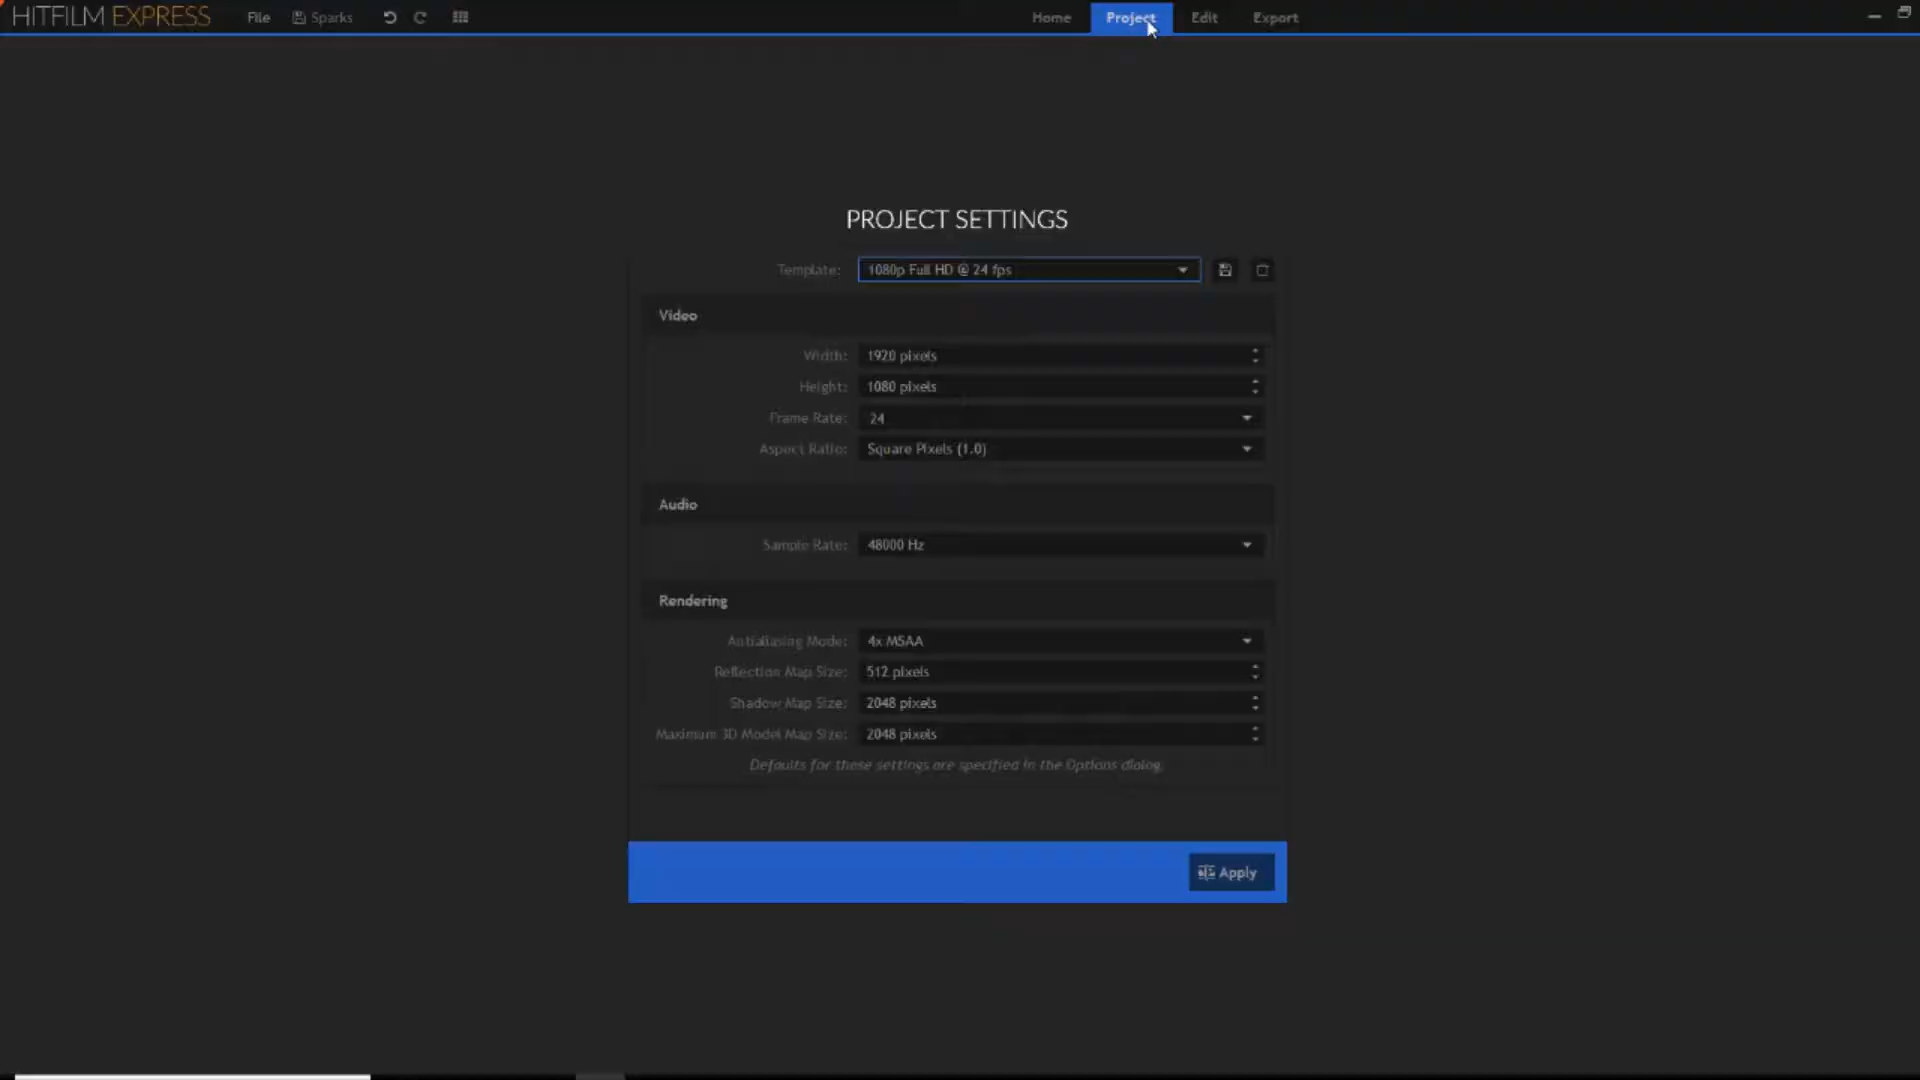 HITFILM EXPRESS File Sparks Home Project Edit Export
PROJECT SETTINGS
Template: 1080p Full HD @ 24 fps
Video
Width: 1920 pixels
Height: 1080 pixels
Frame Rate: 24
Aspect Ratio: Square Pixels (1.0)
Audio
Sample Rate: 48000 Hz
Rendering
Antialiasing Mode: 4x MSAA
Reflection Map Size: 512 pixels
Shadow Map Size: 2048 pixels
Maximum 3D Model Map Size: 2048 pixels
Defaults for these settings are specified in the Options dialog.
Apply